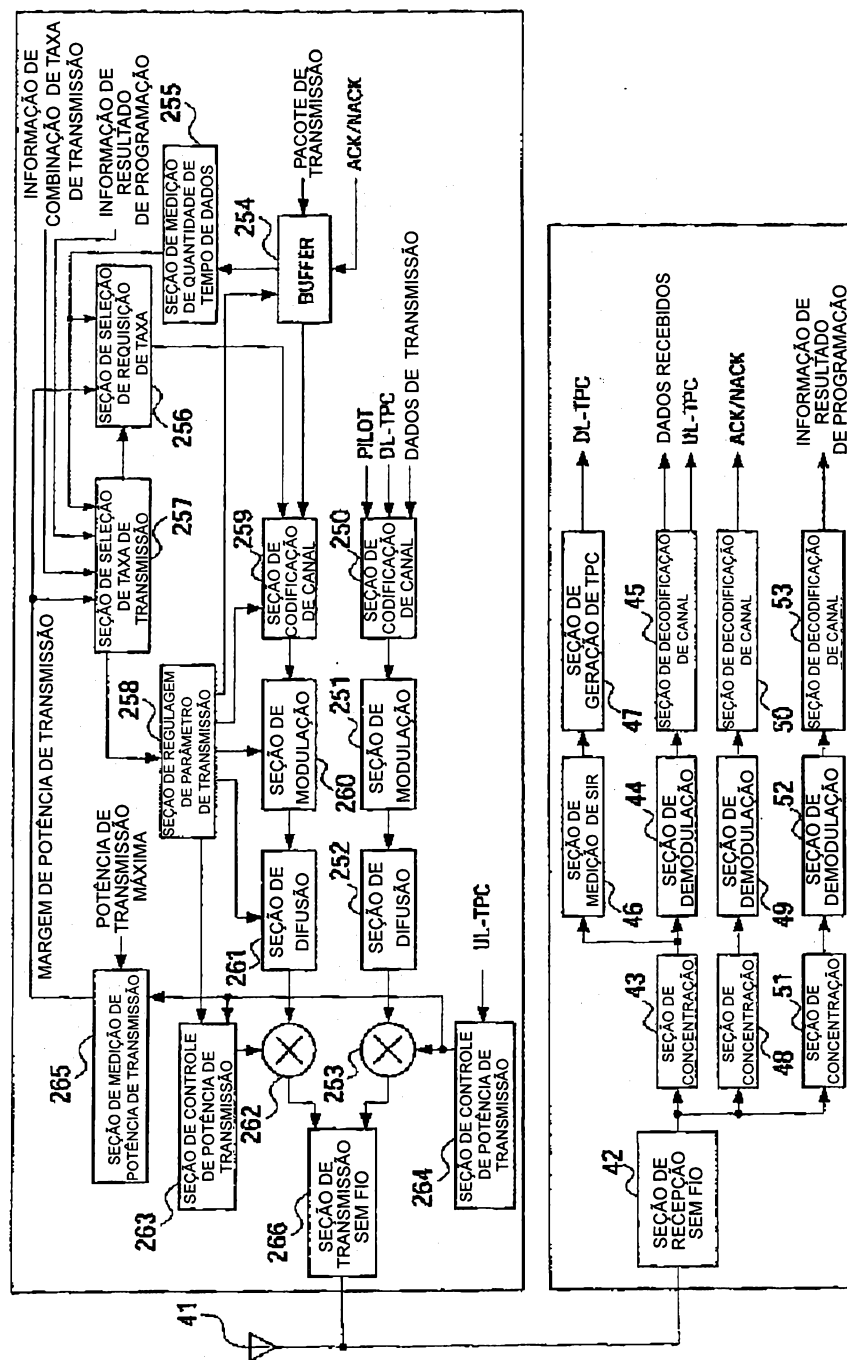 INFORMAÇÃO DE
COMBINAÇÃO DE TAXA
DE TRANSMISSÃO
INFORMAÇÃO DE
RESULTADO
DE PROGRAMAÇÃO
MARGEM DE POTÊNCIA DE TRANSMISSÃO
POTÊNCIA DE
TRANSMISSÃO
MÁXIMA
265
SEÇÃO DE MEDIÇÃO DE
POTÊNCIA DE TRANSMISSÃO
257
SEÇÃO DE SELEÇÃO
DE TAXA DE
TRANSMISSÃO
256
SEÇÃO DE SELEÇÃO
DE REQUISIÇÃO
DE TAXA
255
SEÇÃO DE MEDIÇÃO
DE QUANTIDADE DE
TEMPO DE DADOS
254
BUFFER
PACOTE DE
TRANSMISSÃO
ACK/NACK
258
SEÇÃO DE REGULAGEM
DE PARÂMETRO
DE TRANSMISSÃO
263
SEÇÃO DE CONTROLE
DE POTÊNCIA DE
TRANSMISSÃO
262
261
SEÇÃO DE
DIFUSÃO
260
SEÇÃO DE
MODULAÇÃO
259
SEÇÃO DE
CODIFICAÇÃO
DE CANAL
266
SEÇÃO DE
TRANSMISSÃO
SEM FIO
253
252
SEÇÃO DE
DIFUSÃO
251
SEÇÃO DE
MODULAÇÃO
250
SEÇÃO DE
CODIFICAÇÃO
DE CANAL
PILOT
DL-TPC
DADOS DE TRANSMISSÃO
264
SEÇÃO DE CONTROLE
DE POTÊNCIA DE
TRANSMISSÃO
UL-TPC
41
42
SEÇÃO DE
RECEPÇÃO
SEM FIO
46
SEÇÃO DE
MEDIÇÃO DE SIR
47
SEÇÃO DE
GERAÇÃO DE TPC
DL-TPC
43
SEÇÃO DE
CONCENTRAÇÃO
44
SEÇÃO DE
DEMODULAÇÃO
45
SEÇÃO DE DECODIFICAÇÃO
DE CANAL
DADOS RECEBIDOS
UL-TPC
48
SEÇÃO DE
CONCENTRAÇÃO
49
SEÇÃO DE
DEMODULAÇÃO
50
SEÇÃO DE DECODIFICAÇÃO
DE CANAL
ACK/NACK
51
SEÇÃO DE
CONCENTRAÇÃO
52
SEÇÃO DE
DEMODULAÇÃO
53
SEÇÃO DE DECODIFICAÇÃO
DE CANAL
INFORMAÇÃO DE
RESULTADO
DE PROGRAMAÇÃO